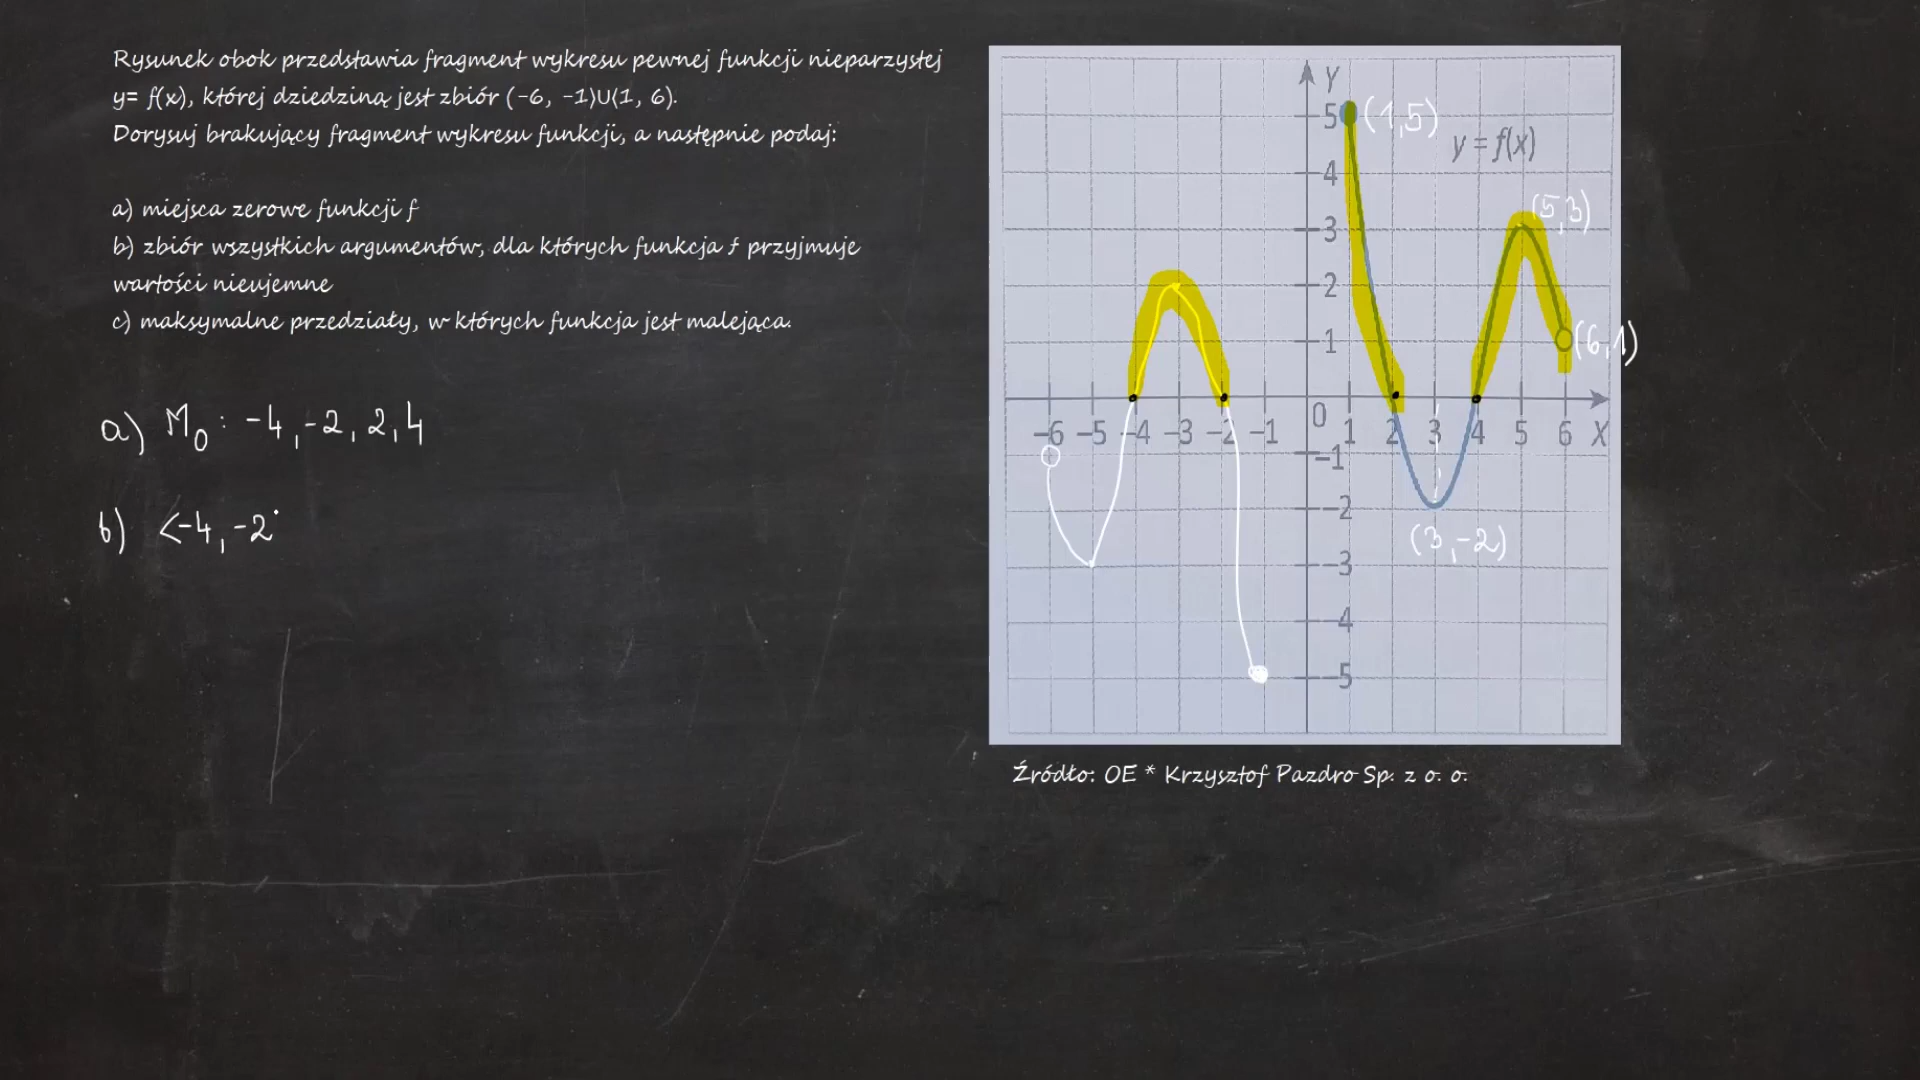 Rysunek obok przedstawia fragment wykresu pewnej funkcji nieparzystej
y= f(x), której dziedziną jest zbiór (-6, -1⟩∪⟨1, 6).
Dorysuj brakujący fragment wykresu funkcji, a następnie podaj:
a) miejsca zerowe funkcji f
b) zbiór wszystkich argumentów, dla których funkcja f przyjmuje
wartości nieujemne
c) maksymalne przedziały, w których funkcja jest malejąca.
a) M0 : -4, -2, 2, 4
b) <-4, -2
Y
5 (1,5)
y = f(x)
4
(5,3)
3
2
1 (6,1)
0
-6 -5 -4 -3 -2 -1 1 2 3 4 5 6 X
-1
-2
(3,-2)
-3
-4
-5
Źródło: OE * Krzysztof Pazdro Sp. z o. o.